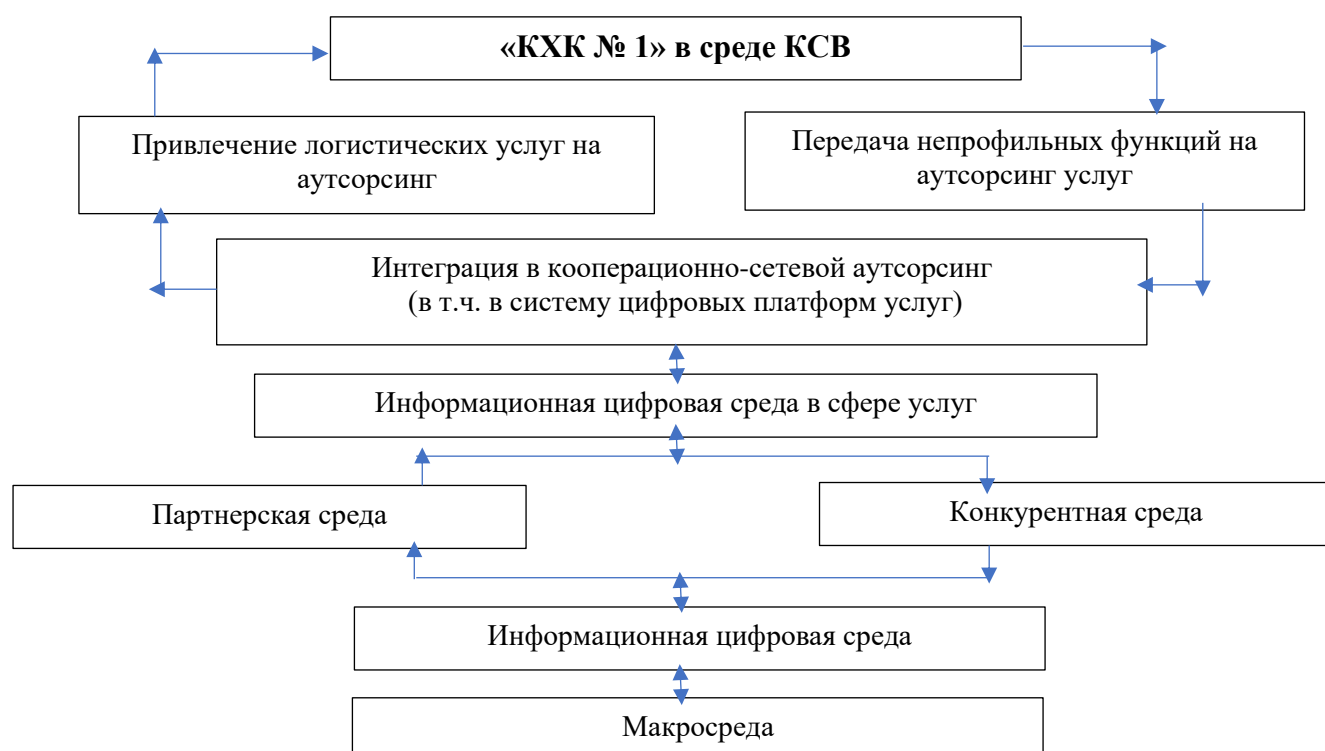 «КХК № 1» в среде КСВ
Привлечение логистических услуг на
аутсорсинг
Передача непрофильных функций на
аутсорсинг услуг
Интеграция в кооперационно-сетевой аутсорсинг
(в т.ч. в систему цифровых платформ услуг)
Информационная цифровая среда в сфере услуг
Партнерская среда
Конкурентная среда
Информационная цифровая среда
Макросреда